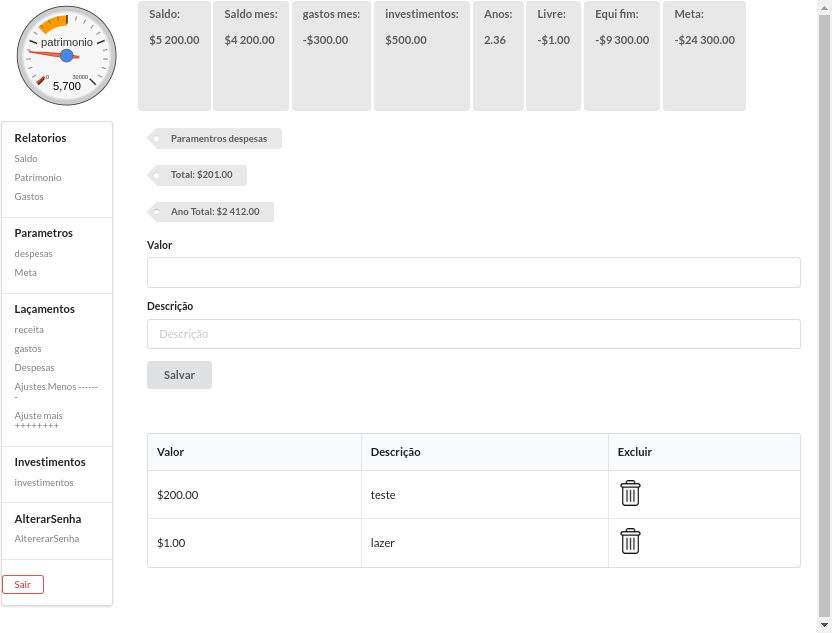 patrimonio
0
30000
5,700
Saldo:
$5 200.00
Saldo mes:
$4 200.00
gastos mes:
-$300.00
investimentos:
$500.00
Anos:
2.36
Livre:
-$1.00
Equi fim:
-$9 300.00
Meta:
-$24 300.00
Relatorios
Saldo
Patrimonio
Gastos
Parametros
despesas
Meta
Laçamentos
receita
gastos
Despesas
Ajustes Menos ------
-
Ajuste mais
++++++++
Investimentos
investimentos
AlterarSenha
AltererarSenha
Sair
Paramentros despesas
Total: $201.00
Ano Total: $2 412.00
Valor
Descrição
Descrição
Salvar
Valor Descrição Excluir
$200.00 teste
$1.00 lazer